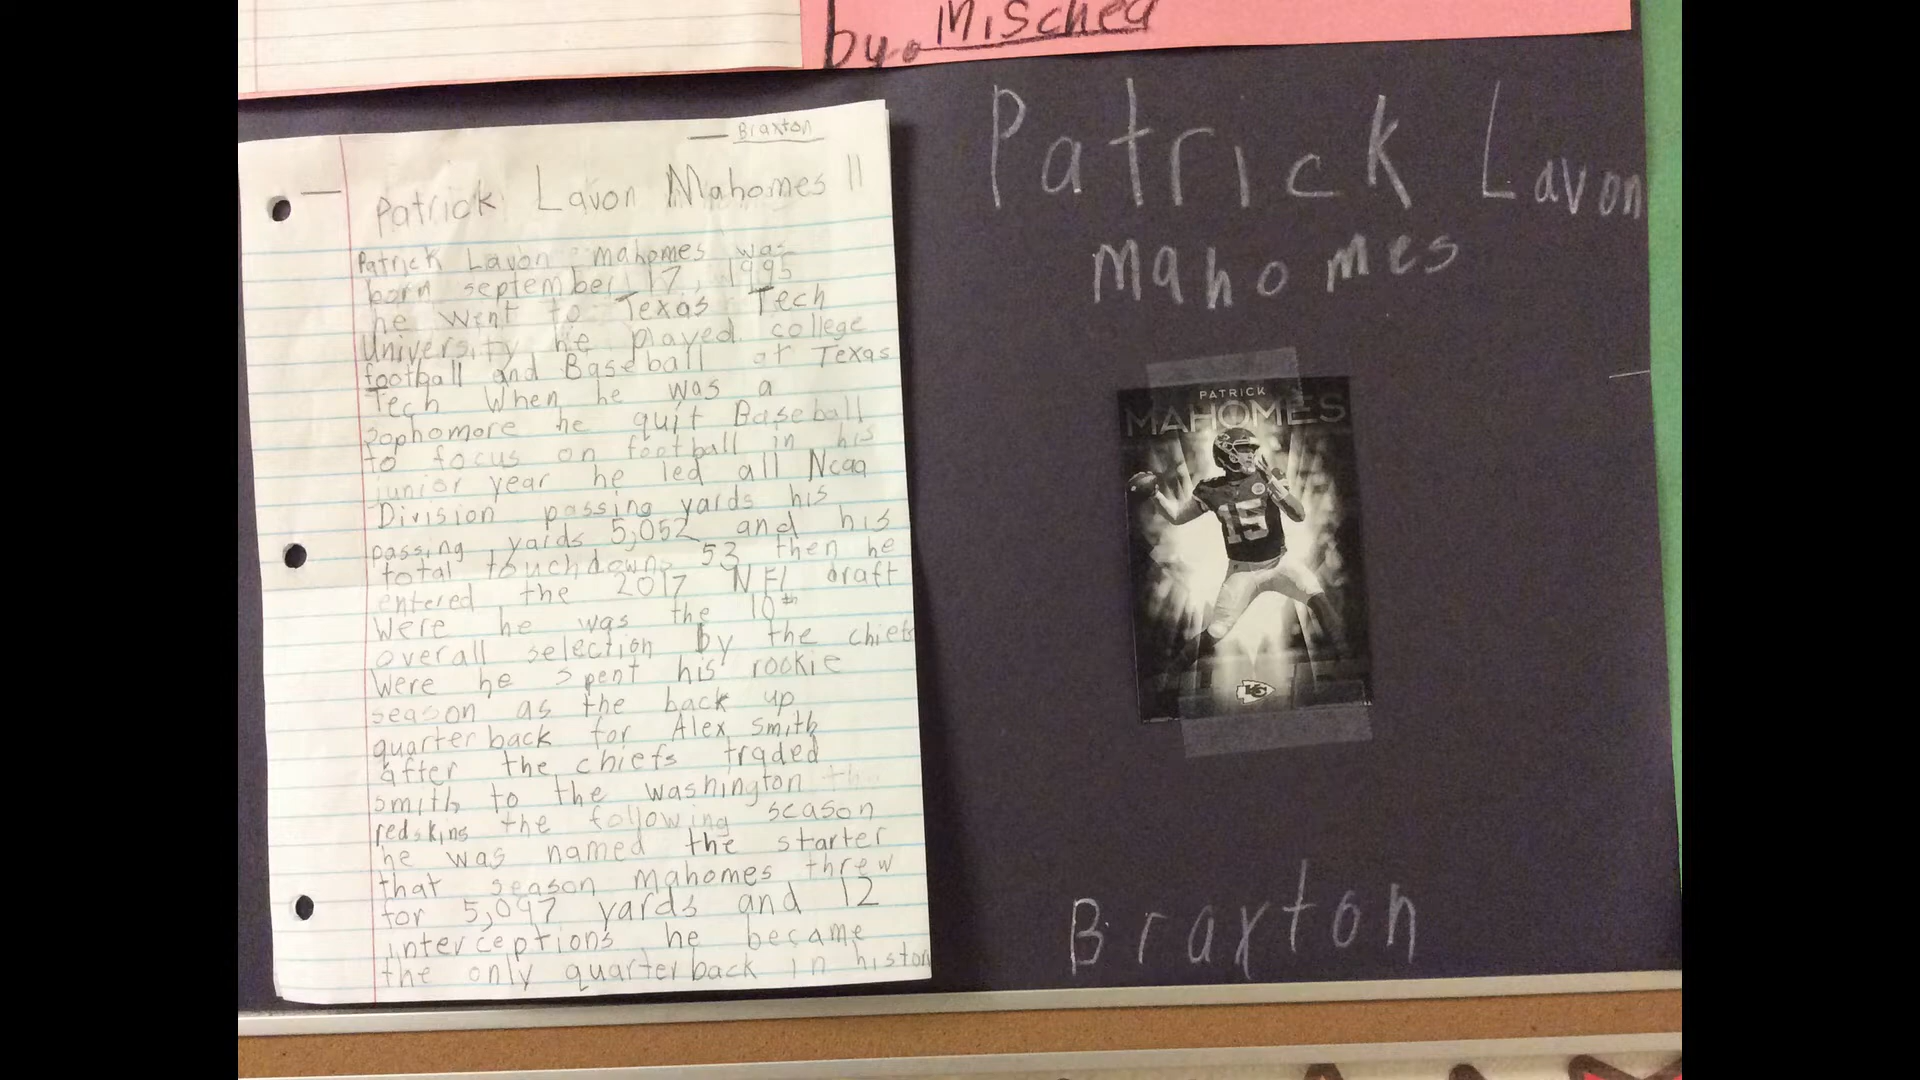 by. Mischea
Braxton
Patrick Lavon Mahomes II
Patrick Lavon mahomes was
born september 17, 1995
he went to Texas Tech
University he played college
football and Baseball at Texas
Tech When he was a
sophomore he quit Baseball
to focus on football in his
junior year he led all Ncaa
Division passing yards his
passing yards 5,052 and his
total touchdowns 53 then he
entered the 2017 NFL draft
Were he was the 10th
overall selection by the chiefs
Were he spent his rookie
season as the back up
quarter back for Alex smith
after the chiefs traded
smith to the washington
redskins the following season
he was named the starter
that season mahomes threw
for 5,097 yards and 12
interceptions he became
the only quarter back in histor
Patrick Lavon
Mahomes
PATRICK
MAHOMES
15
KC
Braxton